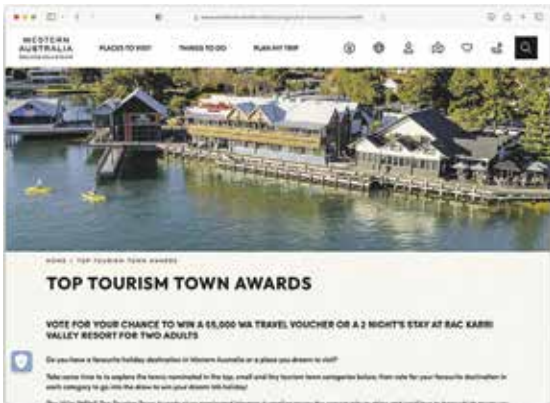 WESTERN
AUSTRALIA
PLACES TO VISIT THINGS TO DO PLAN MY TRIP
HOME / TOP TOURISM TOWN AWARDS
TOP TOURISM TOWN AWARDS
VOTE FOR YOUR CHANCE TO WIN A $5,000 WA TRAVEL VOUCHER OR A 2 NIGHT'S STAY AT RAC KARRI
VALLEY RESORT FOR TWO ADULTS
Do you have a favourite holiday destination in Western Australia or a place you dream to visit?
Take some time to explore the towns nominated in the top, small and tiny tourism town categories below, then vote for your favourite destination in
each category to go into the draw to win your dream WA holiday!